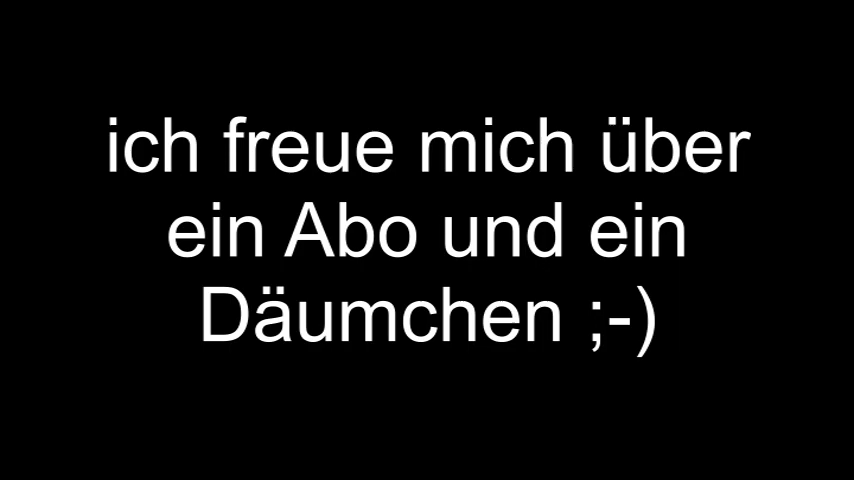 ich freue mich über
ein Abo und ein
Däumchen ;-)